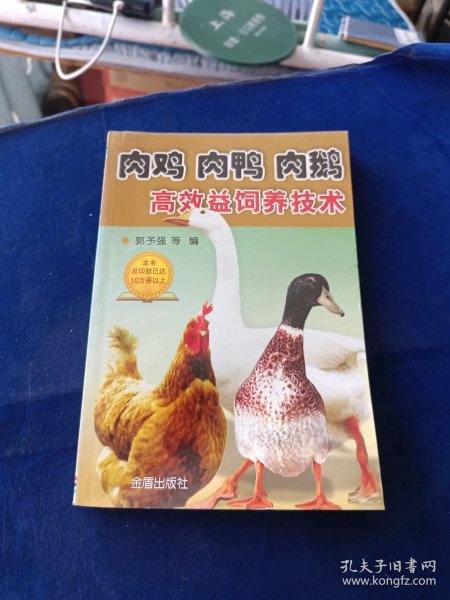 上海
肉鸡 肉鸭 肉鹅
高效益饲养技术
郭予强 等 编
本书
总印数已达
10万册以上
金盾出版社
孔夫子旧书网
www.kongfz.com